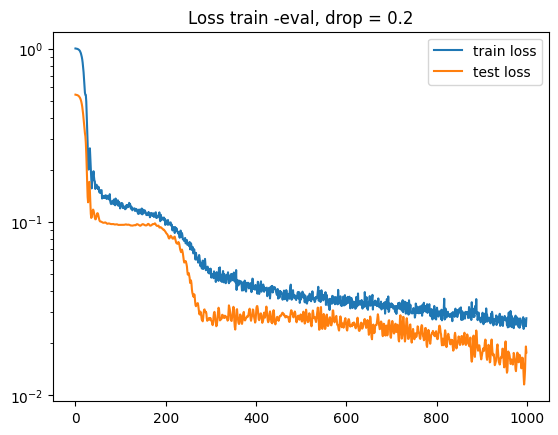 Loss train -eval, drop = 0.2
train loss
test loss
10⁰
10⁻¹
10⁻²
0 200 400 600 800 1000